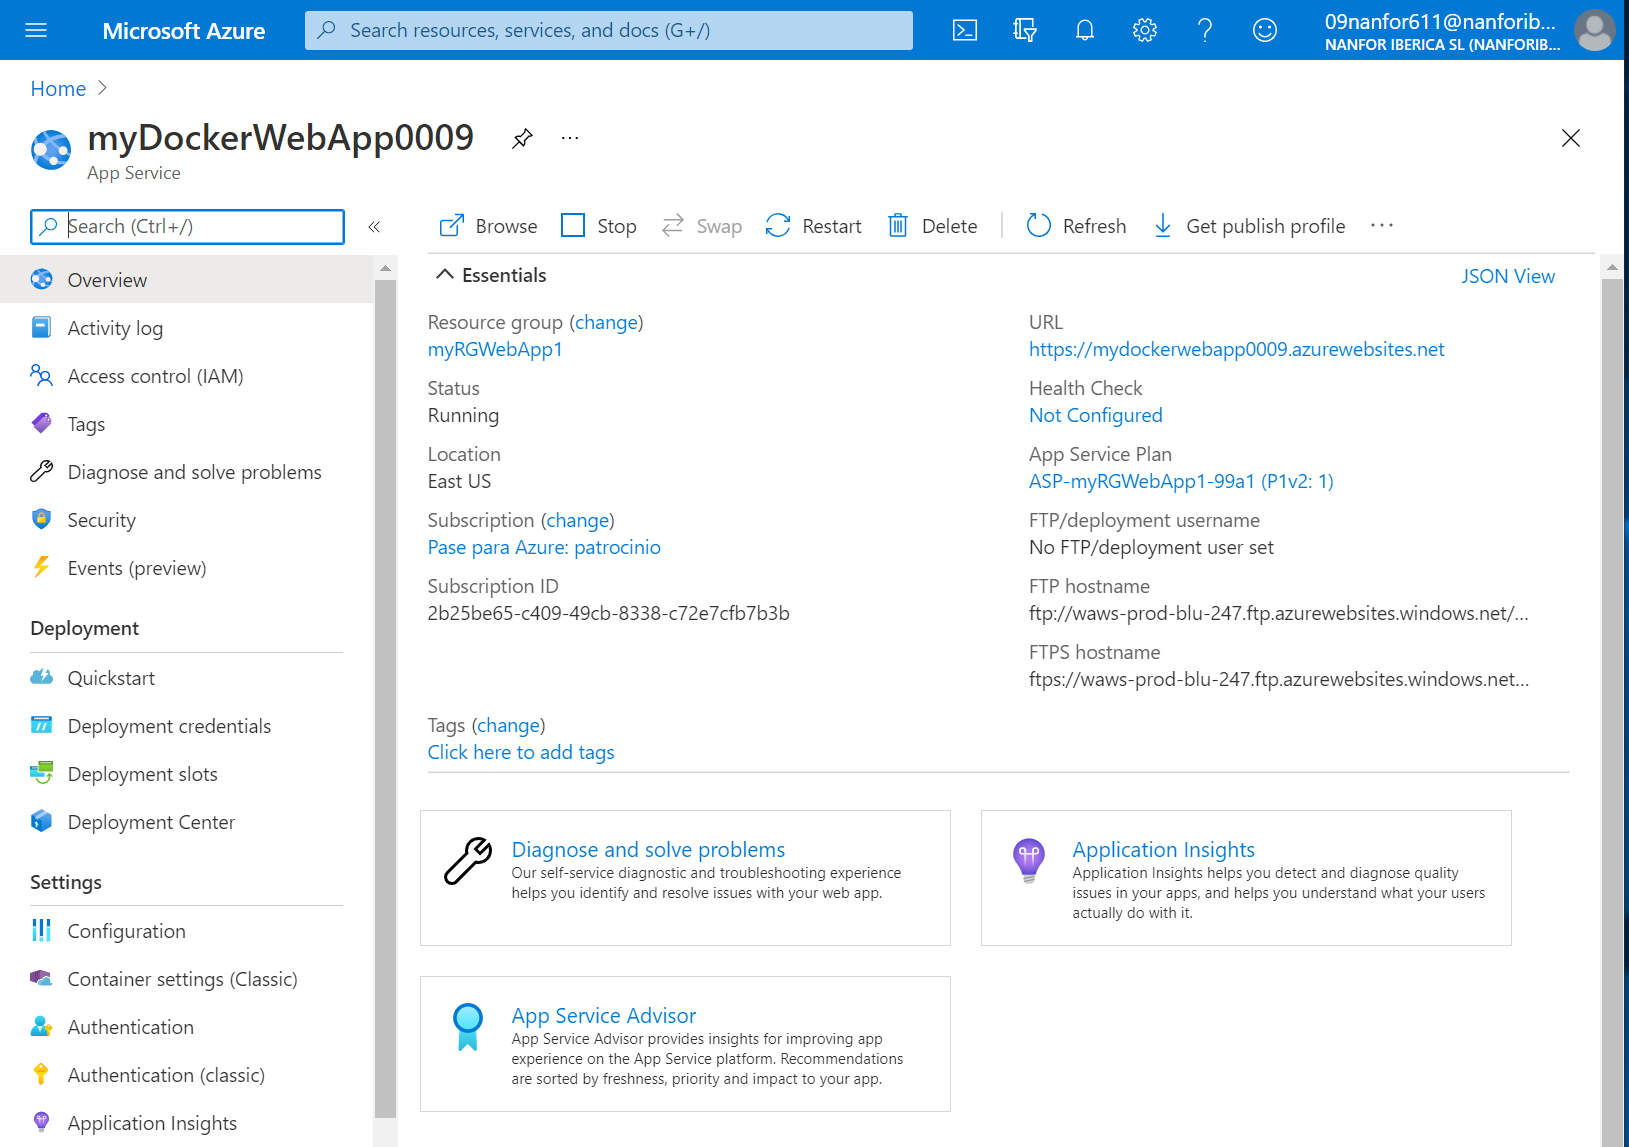 Microsoft Azure
Search resources, services, and docs (G+/)
09nanfor611@nanforib...
NANFOR IBERICA SL (NANFORIB...
Home
myDockerWebApp0009
App Service
Search (Ctrl+/)
Browse
Stop
Swap
Restart
Delete
Refresh
Get publish profile
Overview
Activity log
Access control (IAM)
Tags
Diagnose and solve problems
Security
Events (preview)
Deployment
Quickstart
Deployment credentials
Deployment slots
Deployment Center
Settings
Configuration
Container settings (Classic)
Authentication
Authentication (classic)
Application Insights
Essentials
JSON View
Resource group (change)
myRGWebApp1
Status
Running
Location
East US
Subscription (change)
Pase para Azure: patrocinio
Subscription ID
2b25be65-c409-49cb-8338-c72e7cfb7b3b
URL
https://mydockerwebapp0009.azurewebsites.net
Health Check
Not Configured
App Service Plan
ASP-myRGWebApp1-99a1 (P1v2: 1)
FTP/deployment username
No FTP/deployment user set
FTP hostname
ftp://waws-prod-blu-247.ftp.azurewebsites.windows.net/...
FTPS hostname
ftps://waws-prod-blu-247.ftp.azurewebsites.windows.net...
Tags (change)
Click here to add tags
Diagnose and solve problems
Our self-service diagnostic and troubleshooting experience
helps you identify and resolve issues with your web app.
Application Insights
Application Insights helps you detect and diagnose quality
issues in your apps, and helps you understand what your users
actually do with it.
App Service Advisor
App Service Advisor provides insights for improving app
experience on the App Service platform. Recommendations
are sorted by freshness, priority and impact to your app.